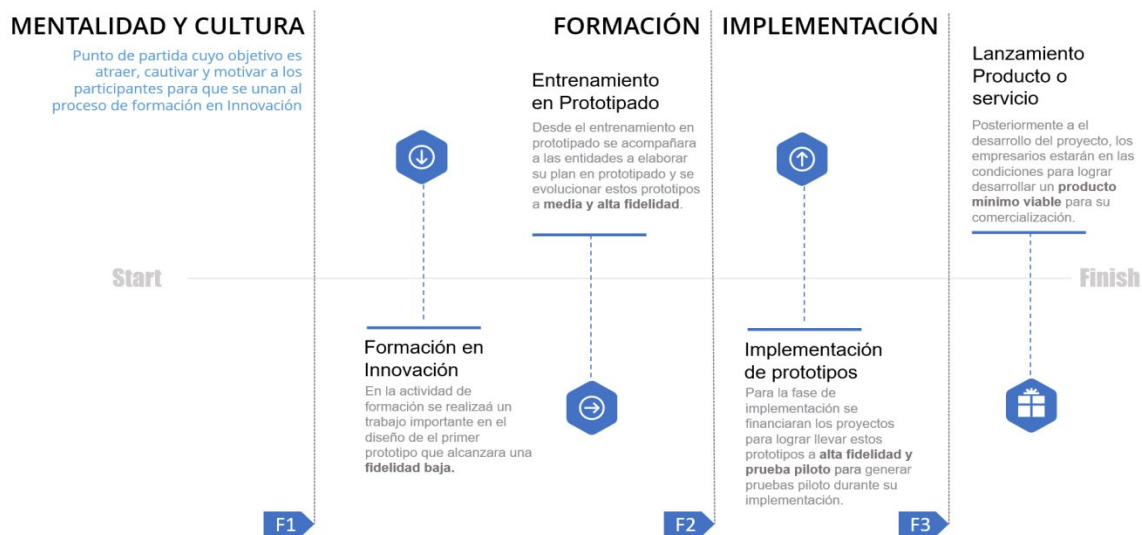 MENTALIDAD Y CULTURA
Punto de partida cuyo objetivo es
atraer, cautivar y motivar a los
participantes para que se unan al
proceso de formación en Innovación
FORMACIÓN
IMPLEMENTACIÓN
Entrenamiento
en Prototipado
Desde el entrenamiento en
prototipado se acompañara
a las entidades a elaborar
su plan en prototipado y se
evolucionar estos prototipos
a media y alta fidelidad.
Lanzamiento
Producto o
servicio
Posteriormente a el
desarrollo del proyecto, los
empresarios estarán en las
condiciones para lograr
desarrollar un producto
mínimo viable para su
comercialización.
Start
Finish
Formación en
Innovación
En la actividad de
formación se realizaá un
trabajo importante en el
diseño de el primer
prototipo que alcanzara una
fidelidad baja.
Implementación
de prototipos
Para la fase de
implementación se
financiaran los proyectos
para lograr llevar estos
prototipos a alta fidelidad y
prueba piloto para generar
pruebas piloto durante su
implementación.
F1
F2
F3